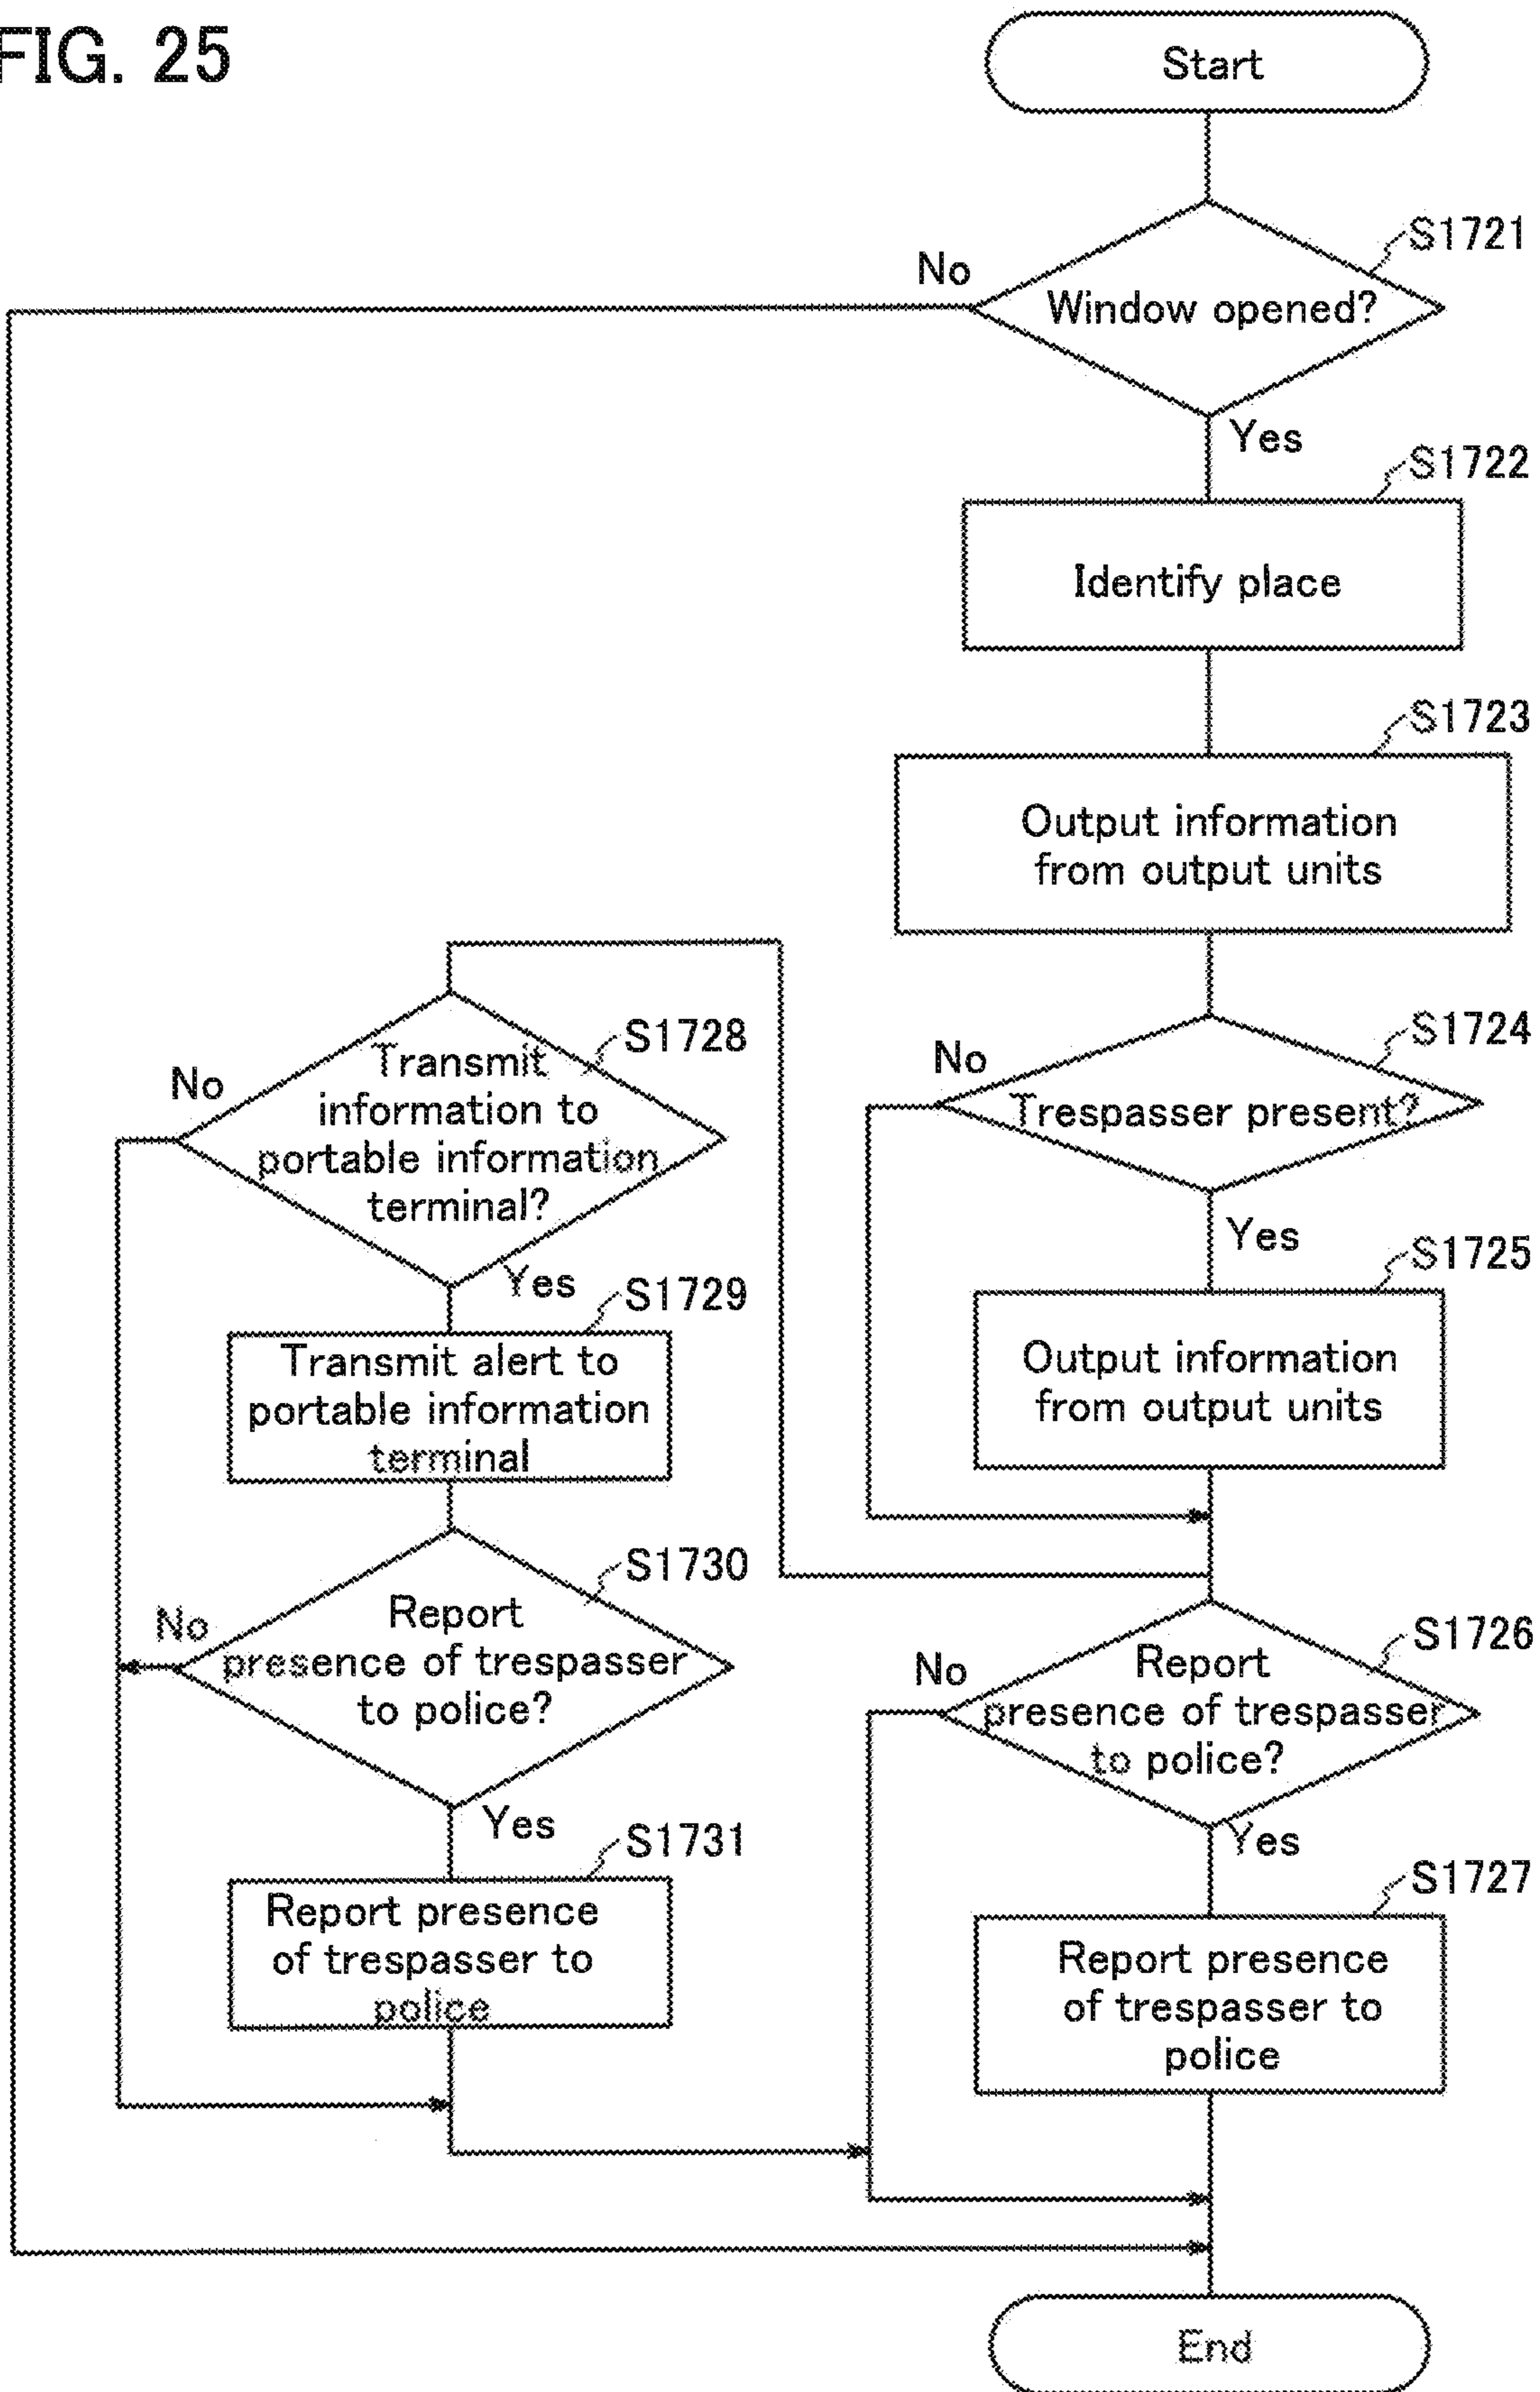 FIG. 25
Start
S1721
No
Window opened?
Yes
S1722
Identify place
S1723
Output information
from output units
S1724
No
Trespasser present?
Yes
S1725
Output information
from output units
S1726
No
Report
presence of trespasser
to police?
Yes
S1727
Report presence
of trespasser to
police
S1728
No
Transmit
information to
portable information
terminal?
Yes
S1729
Transmit alert to
portable information
terminal
S1730
No
Report
presence of trespasser
to police?
Yes
S1731
Report presence
of trespasser to
police
End